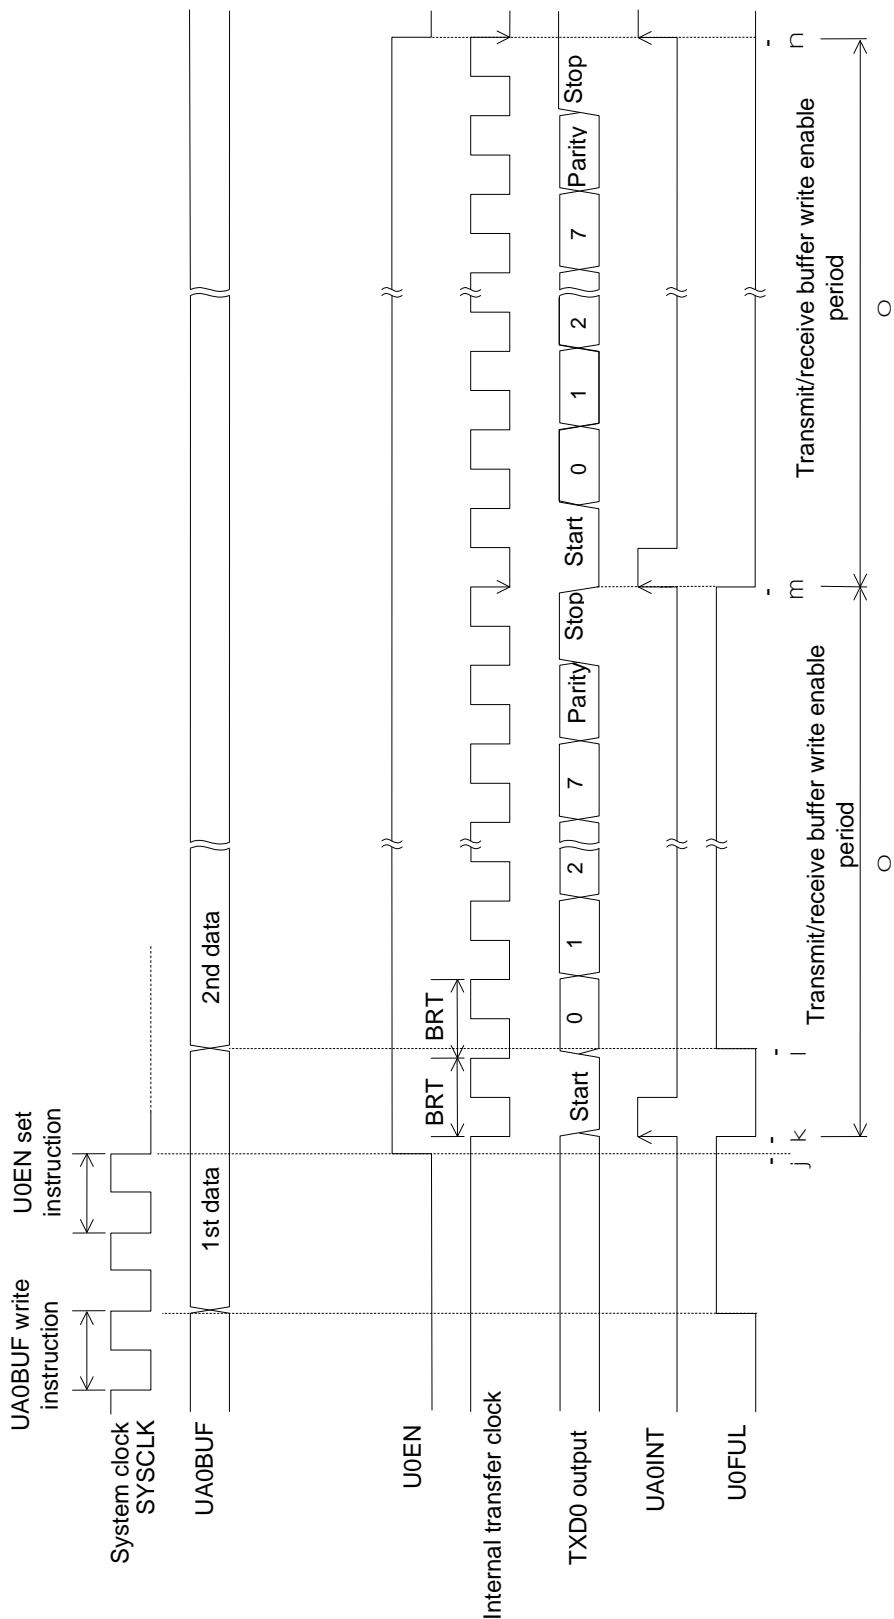 UA0BUF write
instruction
U0EN set
instruction
System clock
SYSCLK
UA0BUF
1st data
2nd data
U0EN
BRT
BRT
Internal transfer clock
TXD0 output
Start
0
1
2
7
Parity
Stop
Start
0
1
2
7
Parity
Stop
UA0INT
U0FUL
j
k
l
m
n
Transmit/receive buffer write enable
period
Transmit/receive buffer write enable
period
o
o